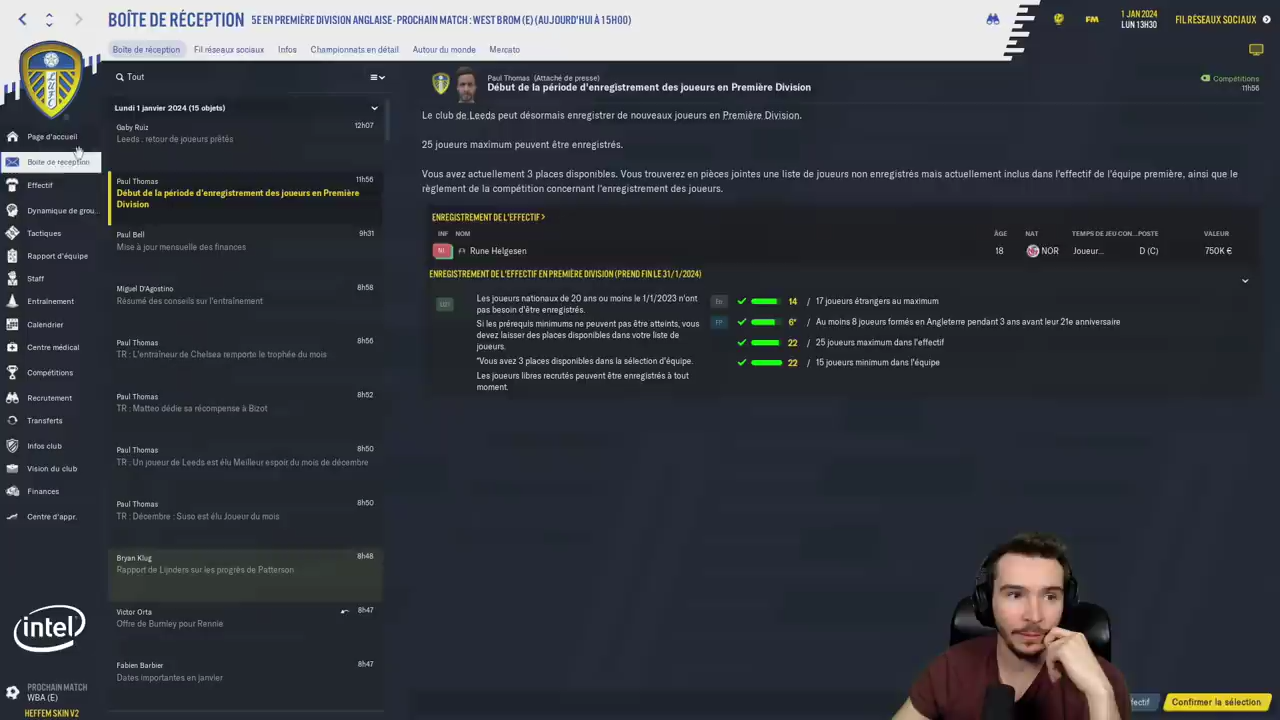 BOÎTE DE RÉCEPTION
5E EN PREMIÈRE DIVISION ANGLAISE - PROCHAIN MATCH : WEST BROM (E) (AUJOURD'HUI À 15H00)
FM
1 JAN 2024
LUN 13H30
FIL RÉSEAUX SOCIAUX
Boîte de réception
Fil réseaux sociaux
Infos
Championnats en détail
Autour du monde
Mercato
Page d'accueil
Boîte de réception
Effectif
Dynamique de grou...
Tactiques
Rapport d'équipe
Staff
Entraînement
Calendrier
Centre médical
Compétitions
Recrutement
Transferts
Infos club
Vision du club
Finances
Centre d'appr.
intel
PROCHAIN MATCH
WBA (E)
HEFFEM SKIN V2
Tout
Lundi 1 janvier 2024 (15 objets)
Gaby Ruiz 12h07
Leeds : retour de joueurs prêtés
Paul Thomas 11h56
Début de la période d'enregistrement des joueurs en Première
Division
Paul Bell 9h31
Mise à jour mensuelle des finances
Miguel D'Agostino 8h58
Résumé des conseils sur l'entraînement
Paul Thomas 8h56
TR : L'entraîneur de Chelsea remporte le trophée du mois
Paul Thomas 8h52
TR : Matteo dédie sa récompense à Bizot
Paul Thomas 8h50
TR : Un joueur de Leeds est élu Meilleur espoir du mois de décembre
Paul Thomas 8h50
TR : Décembre : Suso est élu Joueur du mois
Bryan Klug 8h48
Rapport de Lijnders sur les progrès de Patterson
Victor Orta 8h47
Offre de Burnley pour Rennie
Fabien Barbier 8h47
Dates importantes en janvier
Paul Thomas (Attaché de presse)
Début de la période d'enregistrement des joueurs en Première Division
Compétitions
11h56
Le club de Leeds peut désormais enregistrer de nouveaux joueurs en Première Division.
25 joueurs maximum peuvent être enregistrés.
Vous avez actuellement 3 places disponibles. Vous trouverez en pièces jointes une liste de joueurs non enregistrés mais actuellement inclus dans l'effectif de l'équipe première, ainsi que le
règlement de la compétition concernant l'enregistrement des joueurs.
ENREGISTREMENT DE L'EFFECTIF >
INF NOM ÂGE NAT TEMPS DE JEU CON... POSTE VALEUR
NI Rune Helgesen 18 NOR Joueur... D (C) 750K €
ENREGISTREMENT DE L'EFFECTIF EN PREMIÈRE DIVISION (PREND FIN LE 31/1/2024)
Les joueurs nationaux de 20 ans ou moins le 1/1/2023 n'ont
pas besoin d'être enregistrés.
Si les prérequis minimums ne peuvent pas être atteints, vous
devez laisser des places disponibles dans votre liste de
joueurs.
*Vous avez 3 places disponibles dans la sélection d'équipe.
Les joueurs libres recrutés peuvent être enregistrés à tout
moment.
14 / 17 joueurs étrangers au maximum
6* / Au moins 8 joueurs formés en Angleterre pendant 3 ans avant leur 21e anniversaire
22 / 25 joueurs maximum dans l'effectif
22 / 15 joueurs minimum dans l'équipe
Confirmer la sélection